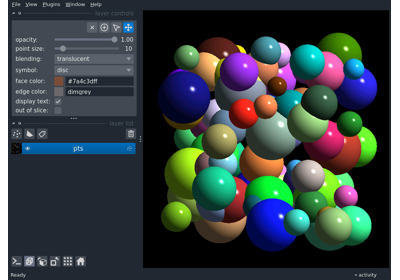 File View Plugins Window Help
layer controls
opacity: 1.00
point size: 10
blending: translucent
symbol: disc
face color: #7a4c3dff
edge color: dimgrey
display text:
out of slice:
layer list
pts
Ready
activity